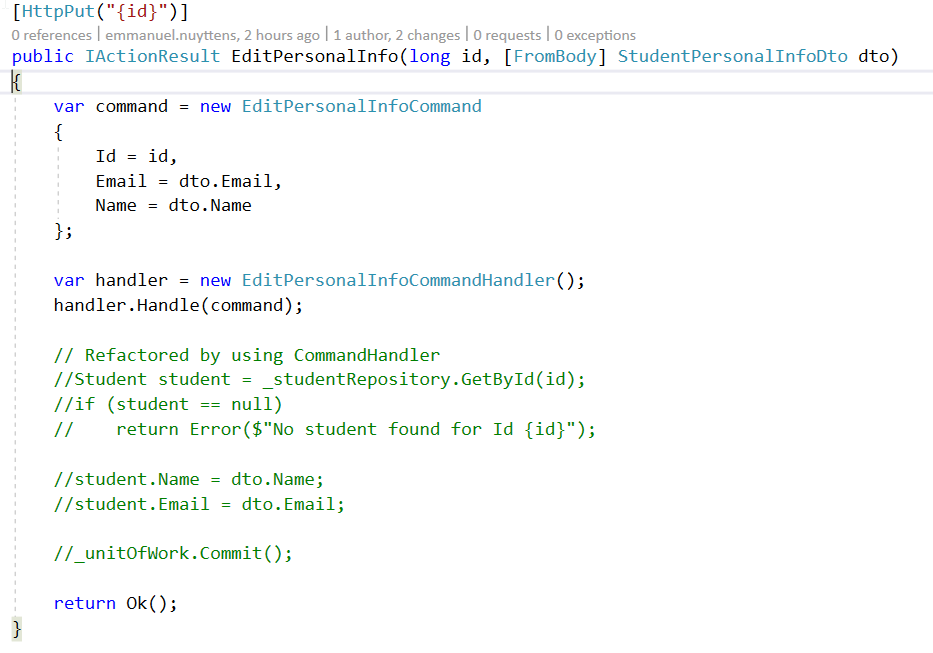 [HttpPut("{id}")]
0 references | emmanuel.nuyttens, 2 hours ago | 1 author, 2 changes | 0 requests | 0 exceptions
public IActionResult EditPersonalInfo(long id, [FromBody] StudentPersonalInfoDto dto)
{
    var command = new EditPersonalInfoCommand
    {
        Id = id,
        Email = dto.Email,
        Name = dto.Name
    };

    var handler = new EditPersonalInfoCommandHandler();
    handler.Handle(command);

    // Refactored by using CommandHandler
    //Student student = _studentRepository.GetById(id);
    //if (student == null)
    //    return Error($"No student found for Id {id}");

    //student.Name = dto.Name;
    //student.Email = dto.Email;

    //_unitOfWork.Commit();

    return Ok();
}